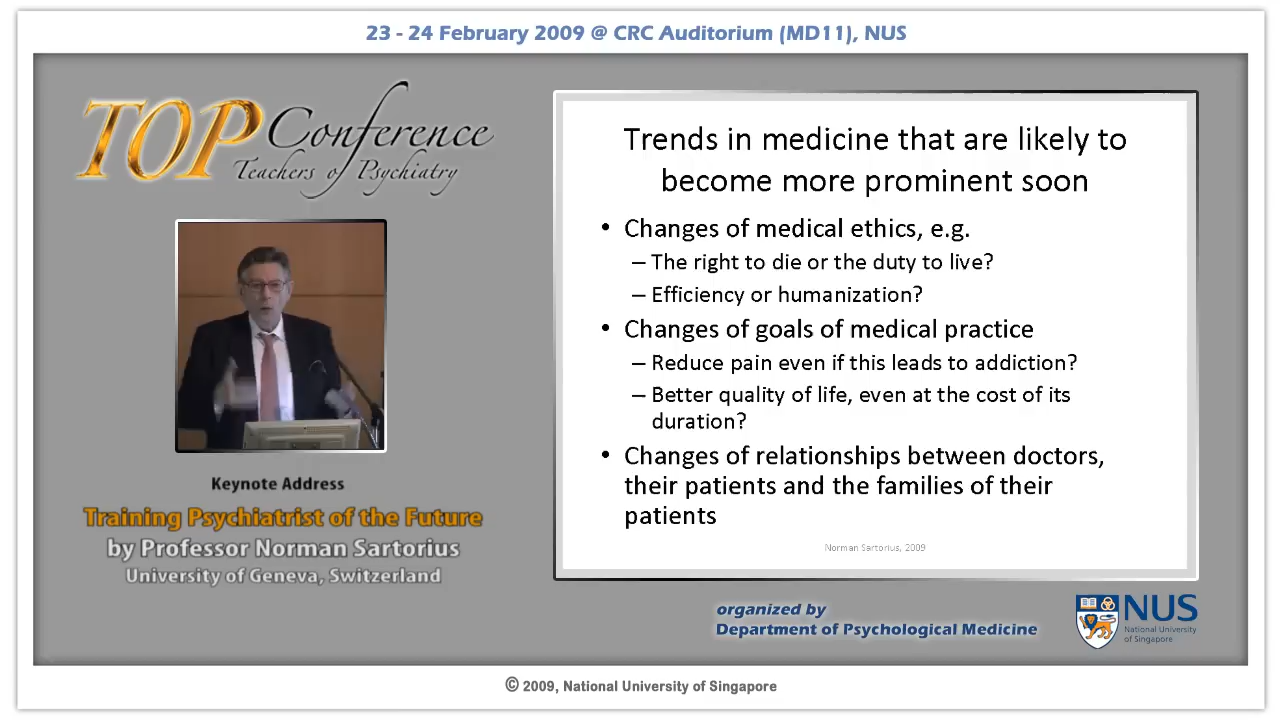 23 - 24 February 2009 @ CRC Auditorium (MD11), NUS
TOP Conference
Teachers of Psychiatry
Keynote Address
Training Psychiatrist of the Future
by Professor Norman Sartorius
University of Geneva, Switzerland
Trends in medicine that are likely to
become more prominent soon
• Changes of medical ethics, e.g.
– The right to die or the duty to live?
– Efficiency or humanization?
• Changes of goals of medical practice
– Reduce pain even if this leads to addiction?
– Better quality of life, even at the cost of its
duration?
• Changes of relationships between doctors,
their patients and the families of their
patients
Norman Sartorius, 2009
organized by
Department of Psychological Medicine
NUS
National University
of Singapore
© 2009, National University of Singapore